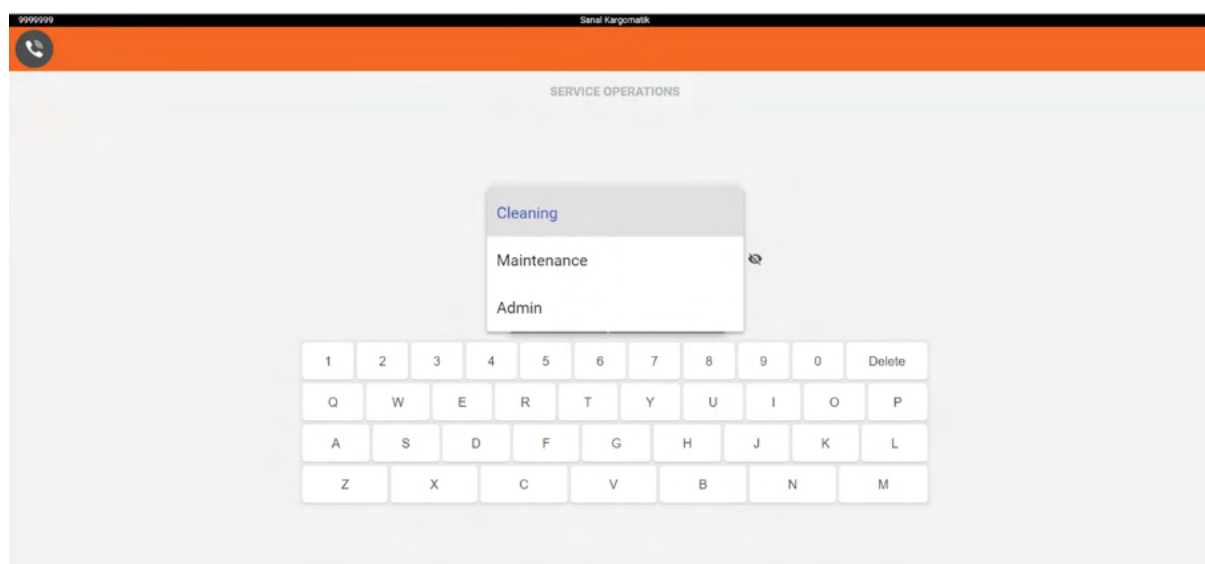 9999999 Sanal Kargomatik
SERVICE OPERATIONS
Cleaning
Maintenance
Admin
1 2 3 4 5 6 7 8 9 0 Delete
Q W E R T Y U I O P
A S D F G H J K L
Z X C V B N M